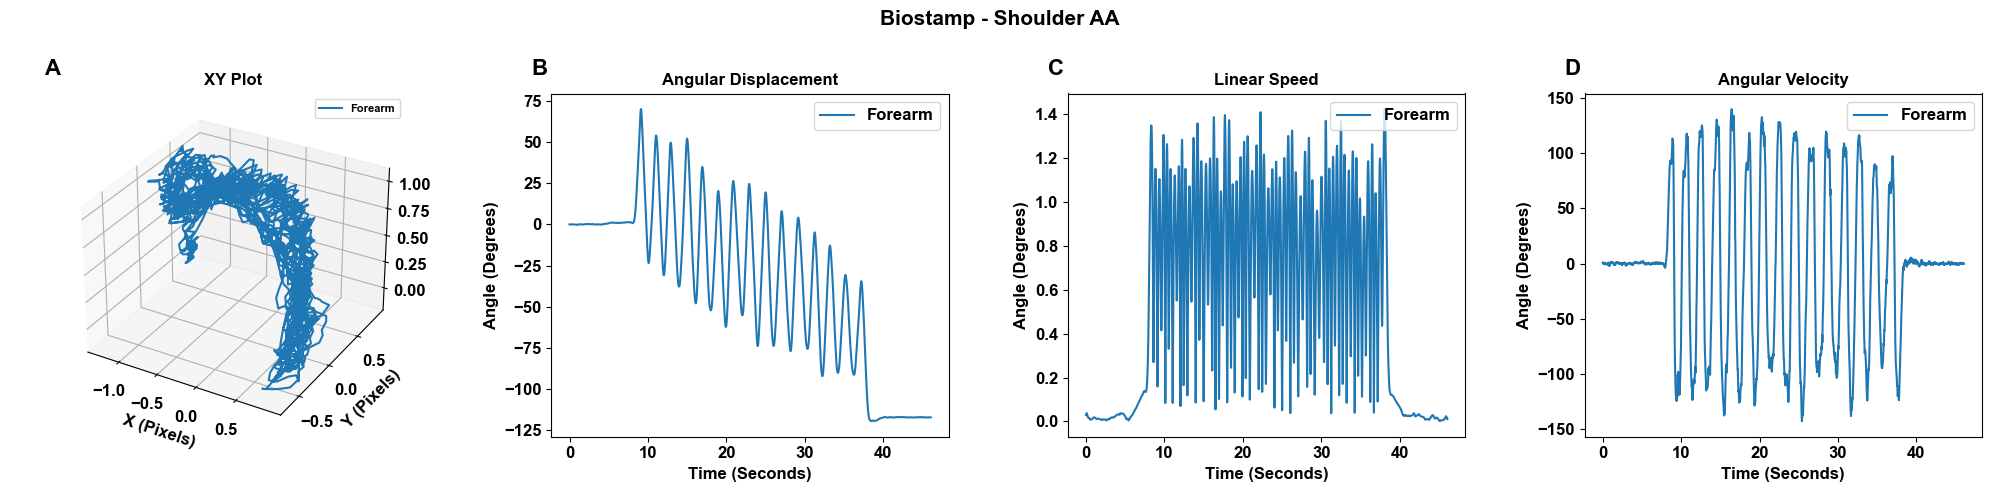 Biostamp - Shoulder AA
A
XY Plot
Forearm
1.00
0.75
0.50
0.25
0.00
0.5
0.0
−0.5
Y (Pixels)
−1.0
−0.5
0.0
0.5
X (Pixels)
B
Angular Displacement
Forearm
Angle (Degrees)
75
50
25
0
−25
−50
−75
−100
−125
0 10 20 30 40
Time (Seconds)
C
Linear Speed
Forearm
Angle (Degrees)
1.4
1.2
1.0
0.8
0.6
0.4
0.2
0.0
0 10 20 30 40
Time (Seconds)
D
Angular Velocity
Forearm
Angle (Degrees)
150
100
50
0
−50
−100
−150
0 10 20 30 40
Time (Seconds)